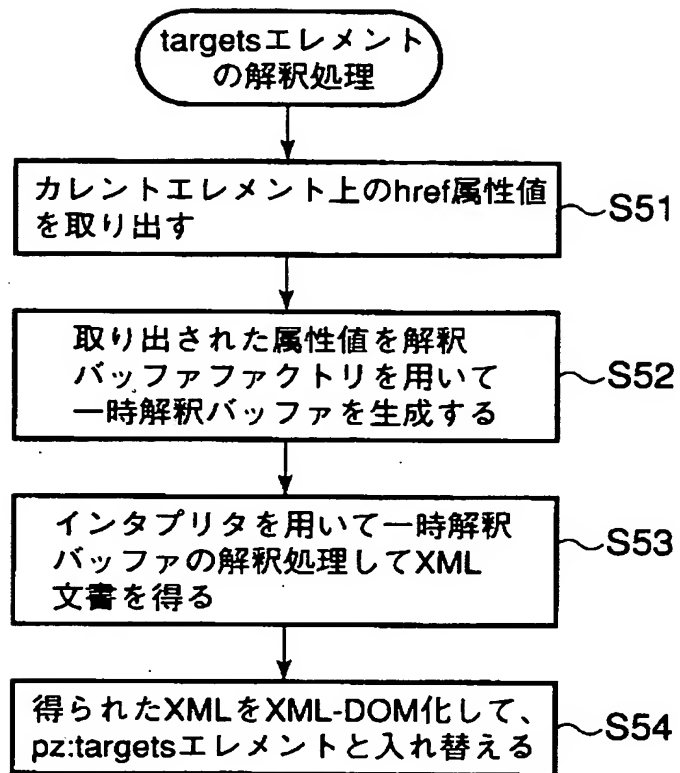 targetsエレメント
の解釈処理
カレントエレメント上のhref属性値
を取り出す
S51
取り出された属性値を解釈
バッファファクトリを用いて
一時解釈バッファを生成する
S52
インタプリタを用いて一時解釈
バッファの解釈処理してXML
文書を得る
S53
得られたXMLをXML-DOM化して、
pz:targetsエレメントと入れ替える
S54